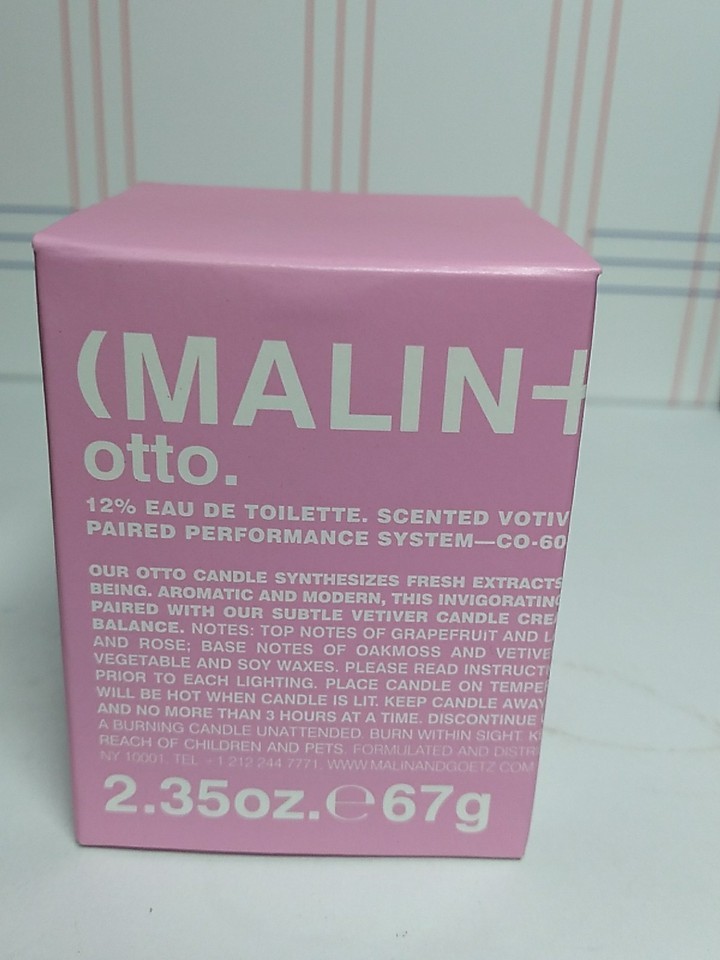 (MALIN+
otto.
12% EAU DE TOILETTE. SCENTED VOTIV
PAIRED PERFORMANCE SYSTEM—CO-60
OUR OTTO CANDLE SYNTHESIZES FRESH EXTRACTS
BEING. AROMATIC AND MODERN, THIS INVIGORATING
PAIRED WITH OUR SUBTLE VETIVER CANDLE CRE
BALANCE. NOTES: TOP NOTES OF GRAPEFRUIT AND L
AND ROSE; BASE NOTES OF OAKMOSS AND VETIVE
VEGETABLE AND SOY WAXES. PLEASE READ INSTRUCTI
PRIOR TO EACH LIGHTING. PLACE CANDLE ON TEMPE
WILL BE HOT WHEN CANDLE IS LIT. KEEP CANDLE AWAY
AND NO MORE THAN 3 HOURS AT A TIME. DISCONTINUE
A BURNING CANDLE UNATTENDED. BURN WITHIN SIGHT. K
REACH OF CHILDREN AND PETS. FORMULATED AND DISTR
NY 10001. TEL +1 212 244 7771. WWW.MALINANDGOETZ.COM
2.35oz.℮67g